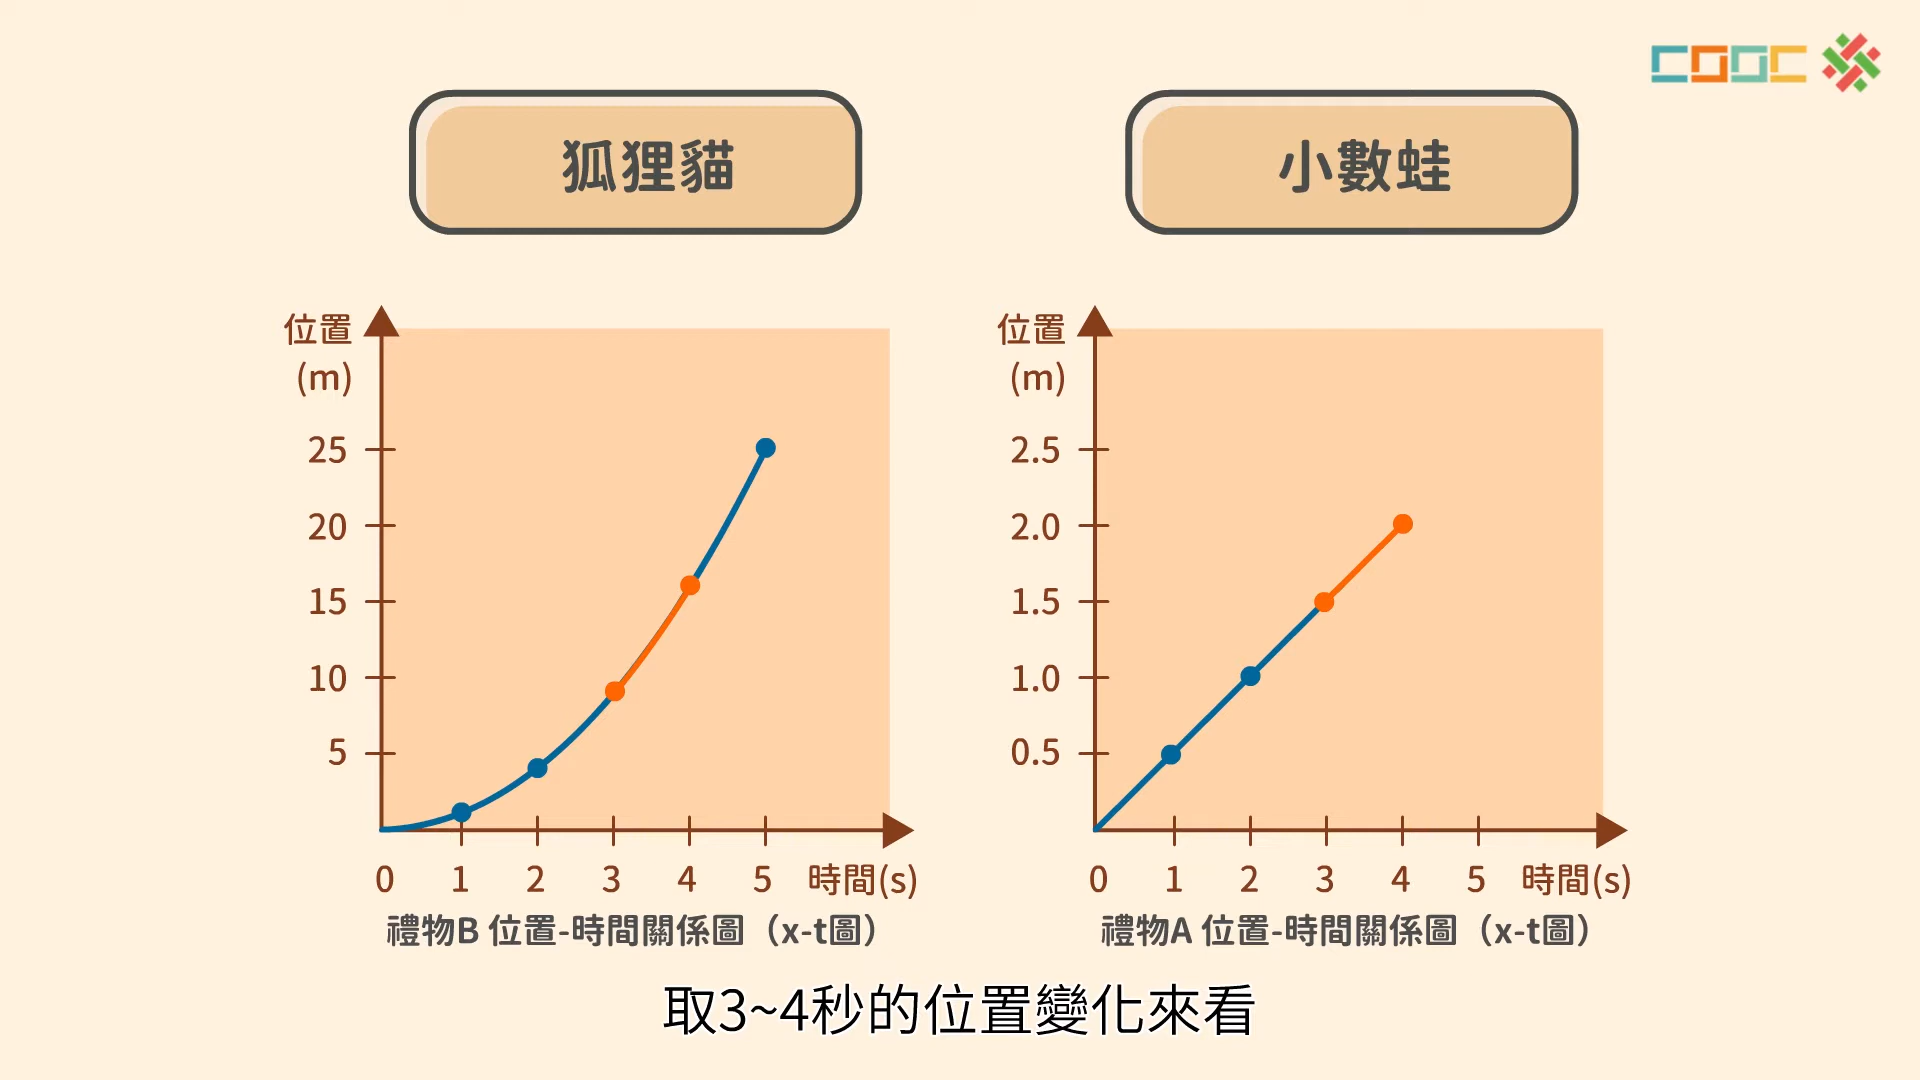 COOC
狐狸貓
小數蛙
位置
(m)
25
20
15
10
5
0 1 2 3 4 5 時間(s)
禮物B 位置-時間關係圖（x-t圖）
位置
(m)
2.5
2.0
1.5
1.0
0.5
0 1 2 3 4 5 時間(s)
禮物A 位置-時間關係圖（x-t圖）
取3~4秒的位置變化來看